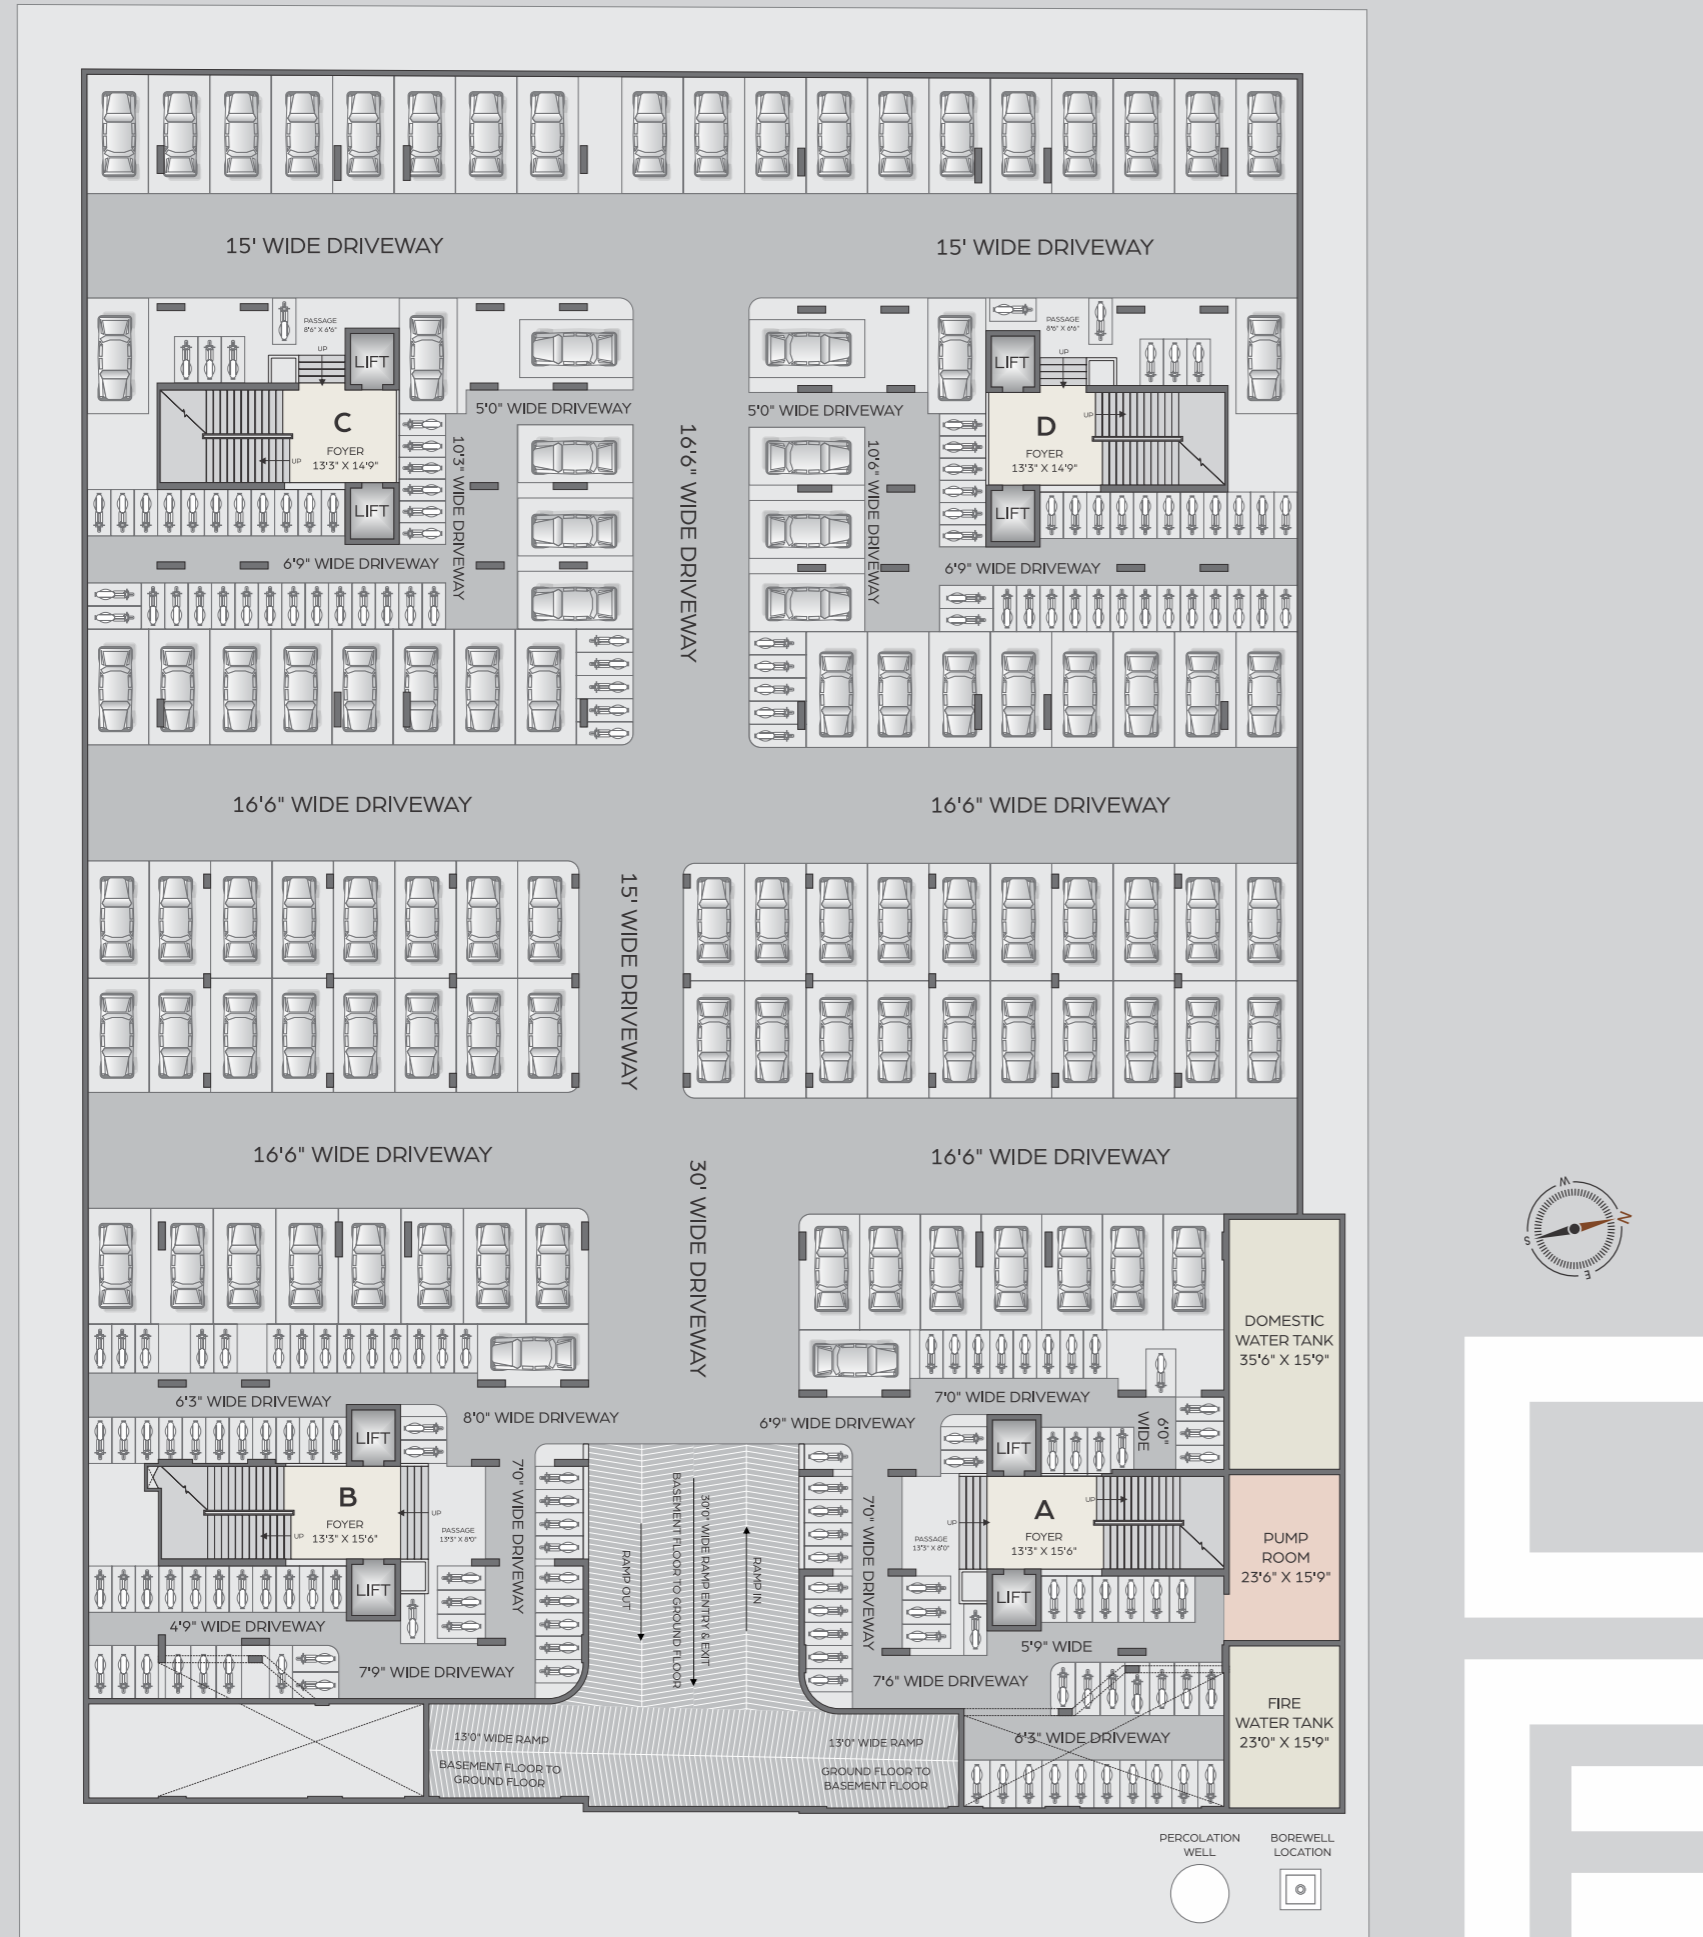 15' WIDE DRIVEWAY
15' WIDE DRIVEWAY
PASSAGE
8'6" X 6'6"
UP
LIFT
C
FOYER
13'3" X 14'9"
UP
LIFT
5'0" WIDE DRIVEWAY
10'3" WIDE DRIVEWAY
6'9" WIDE DRIVEWAY
16'6" WIDE DRIVEWAY
PASSAGE
8'6" X 6'6"
UP
LIFT
5'0" WIDE DRIVEWAY
10'6" WIDE DRIVEWAY
D
FOYER
13'3" X 14'9"
UP
LIFT
6'9" WIDE DRIVEWAY
16'6" WIDE DRIVEWAY
16'6" WIDE DRIVEWAY
15' WIDE DRIVEWAY
16'6" WIDE DRIVEWAY
16'6" WIDE DRIVEWAY
30' WIDE DRIVEWAY
W
N
S
E
DOMESTIC
WATER TANK
35'6" X 15'9"
6'3" WIDE DRIVEWAY
8'0" WIDE DRIVEWAY
LIFT
B
FOYER
13'3" X 15'6"
UP
UP
PASSAGE
13'3" X 8'0"
LIFT
7'0" WIDE DRIVEWAY
4'9" WIDE DRIVEWAY
7'9" WIDE DRIVEWAY
RAMP OUT
BASEMENT FLOOR TO GROUND FLOOR
30'0" WIDE RAMP ENTRY & EXIT
RAMP IN
7'0" WIDE DRIVEWAY
6'9" WIDE DRIVEWAY
6'0"
WIDE
7'0" WIDE DRIVEWAY
LIFT
A
FOYER
13'3" X 15'6"
UP
UP
PASSAGE
13'3" X 8'0"
LIFT
5'9" WIDE
7'6" WIDE DRIVEWAY
6'3" WIDE DRIVEWAY
PUMP
ROOM
23'6" X 15'9"
FIRE
WATER TANK
23'0" X 15'9"
13'0" WIDE RAMP
BASEMENT FLOOR TO
GROUND FLOOR
13'0" WIDE RAMP
GROUND FLOOR TO
BASEMENT FLOOR
PERCOLATION
WELL
BOREWELL
LOCATION